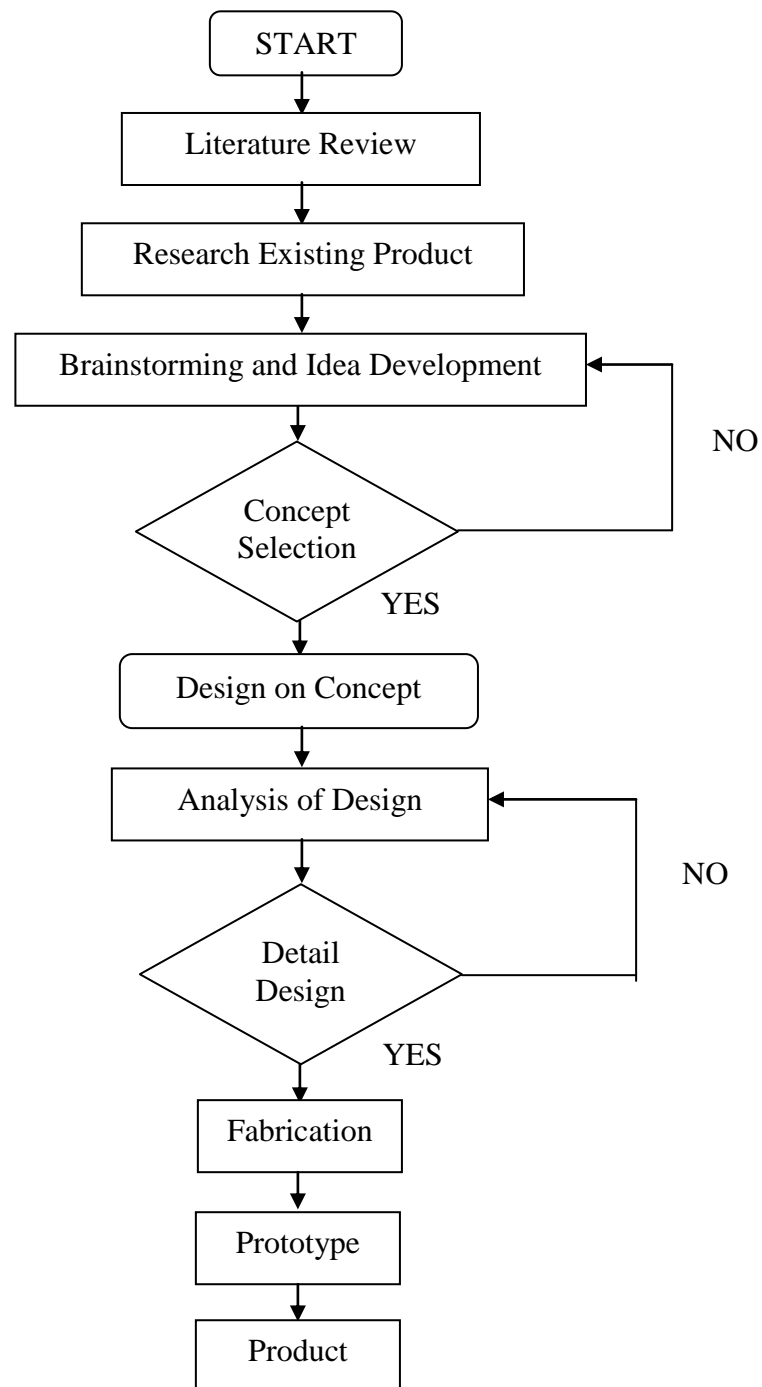 START
Literature Review
Research Existing Product
Brainstorming and Idea Development
NO
Concept
Selection
YES
Design on Concept
Analysis of Design
NO
Detail
Design
YES
Fabrication
Prototype
Product